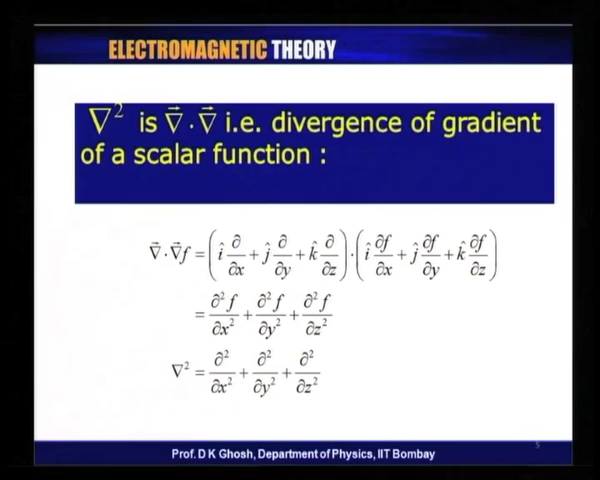 ELECTROMAGNETIC THEORY
∇² is ∇⃗ · ∇⃗ i.e. divergence of gradient
of a scalar function :
∇⃗ · ∇⃗f = (î ∂/∂x + ĵ ∂/∂y + k̂ ∂/∂z) · (î ∂f/∂x + ĵ ∂f/∂y + k̂ ∂f/∂z)
= ∂²f/∂x² + ∂²f/∂y² + ∂²f/∂z²
∇² = ∂²/∂x² + ∂²/∂y² + ∂²/∂z²
5
Prof. D K Ghosh, Department of Physics, IIT Bombay